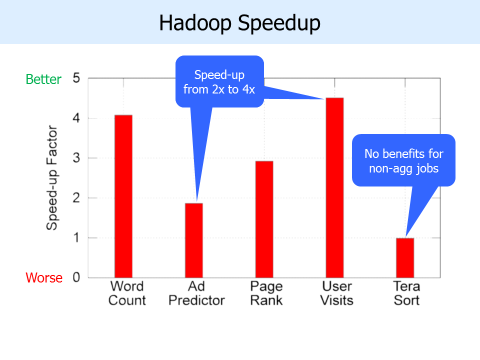 Hadoop Speedup
Better
Worse
Speed-up Factor
5
4
3
2
1
0
Speed-up
from 2x to 4x
No benefits for
non-agg jobs
Word
Count
Ad
Predictor
Page
Rank
User
Visits
Tera
Sort